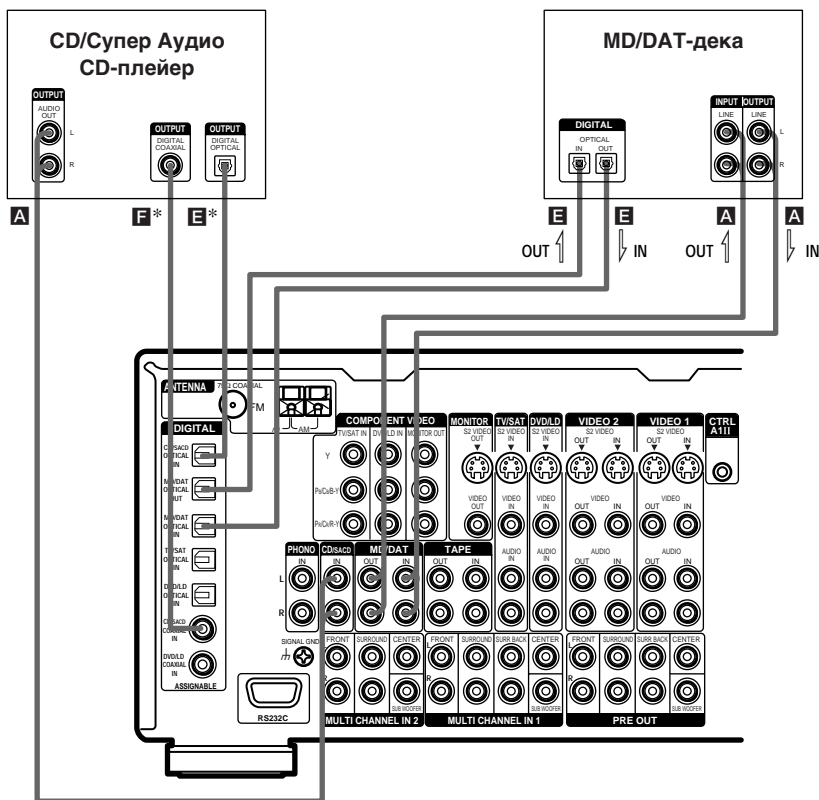 CD/Супер Аудио
CD-плейер
OUTPUT
AUDIO
OUT
L
R
OUTPUT
DIGITAL
COAXIAL
OUTPUT
DIGITAL
OPTICAL
MD/DAT-дека
DIGITAL
OPTICAL
IN OUT
INPUT OUTPUT
LINE LINE
L
R
A F* E* E E A A
OUT IN OUT IN
ANTENNA
75Ω COAXIAL
FM
AM
DIGITAL
CD/SACD
OPTICAL
IN
MD/DAT
OPTICAL
OUT
MD/DAT
OPTICAL
IN
TV/SAT
OPTICAL
IN
DVD/LD
OPTICAL
IN
CD/SACD
COAXIAL
IN
DVD/LD
COAXIAL
IN
ASSIGNABLE
COMPONENT VIDEO
TV/SAT IN DVD/LD IN MONITOR OUT
Y
PB/CB/B-Y
PR/CR/R-Y
MONITOR
S2 VIDEO
OUT
VIDEO
OUT
TV/SAT
S2 VIDEO
IN
VIDEO
IN
AUDIO
IN
DVD/LD
S2 VIDEO
IN
VIDEO
IN
AUDIO
IN
VIDEO 2
S2 VIDEO
OUT IN
VIDEO
OUT IN
AUDIO
OUT IN
VIDEO 1
S2 VIDEO
OUT IN
VIDEO
OUT IN
AUDIO
OUT IN
CTRL
A1II
PHONO
IN
CD/SACD
IN
MD/DAT
OUT IN
TAPE
OUT IN
L
R
SIGNAL GND
RS232C
FRONT SURROUND CENTER
L
R
SUB WOOFER
MULTI CHANNEL IN 2
FRONT SURROUND SURR BACK CENTER
L
R
SUB WOOFER
MULTI CHANNEL IN 1
FRONT SURROUND SURR BACK CENTER
L
R
SUB WOOFER
PRE OUT